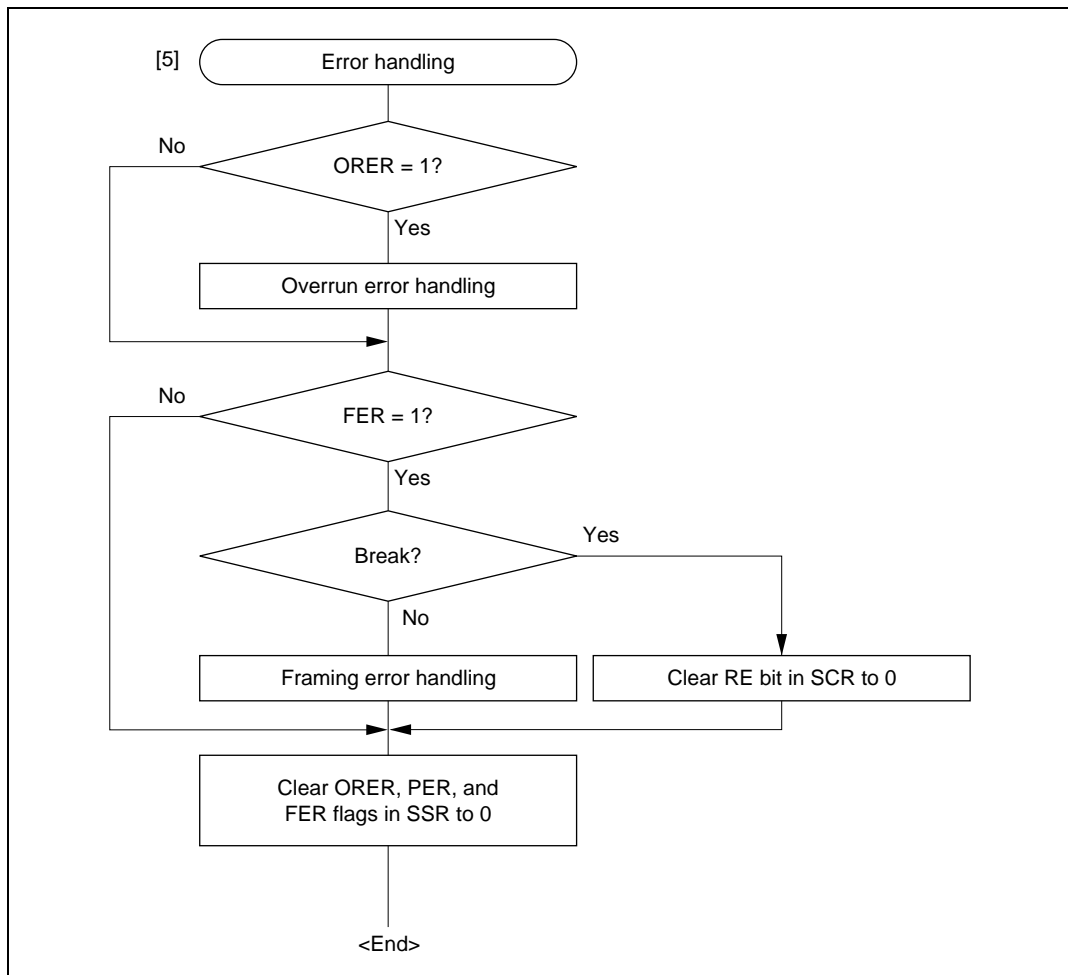 [5]
Error handling
No
ORER = 1?
Yes
Overrun error handling
No
FER = 1?
Yes
Break?
Yes
No
Framing error handling
Clear RE bit in SCR to 0
Clear ORER, PER, and
FER flags in SSR to 0
<End>